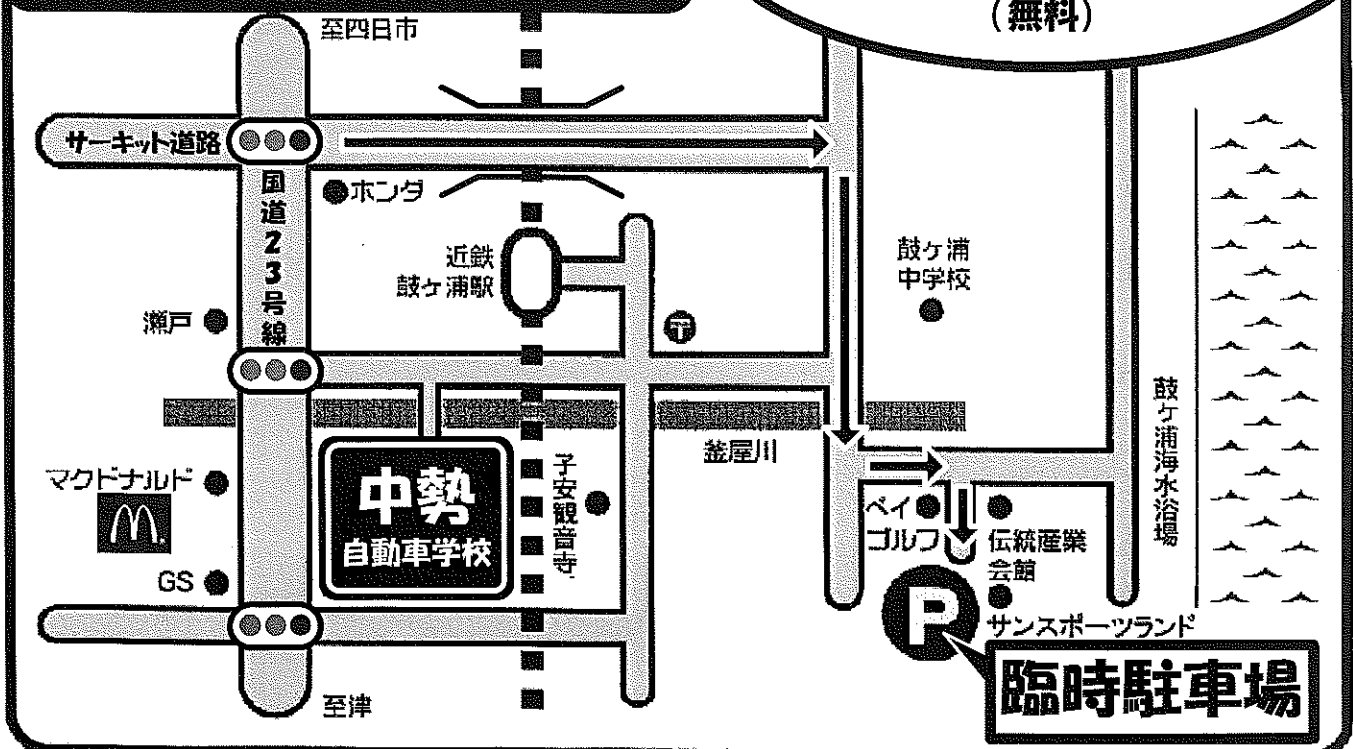 (無料)
至四日市
サーキット道路
国道23号線
ホンダ
近鉄
鼓ヶ浦駅
鼓ヶ浦
中学校
瀬戸
〒
鼓ヶ浦海水浴場
釜屋川
マクドナルド
M
GS
中勢
自動車学校
子安観音寺
ベイ
ゴルフ
伝統産業
会館
P
サンスポーツランド
臨時駐車場
至津